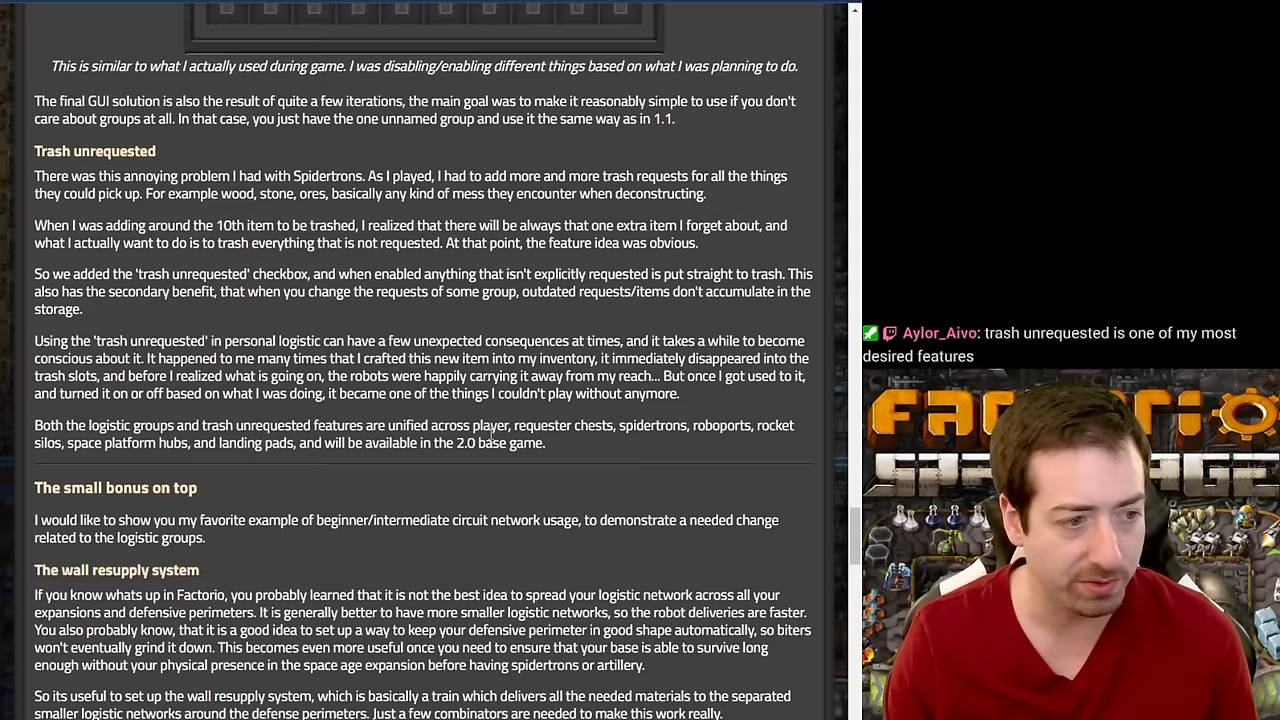 This is similar to what I actually used during game. I was disabling/enabling different things based on what I was planning to do.
The final GUI solution is also the result of quite a few iterations, the main goal was to make it reasonably simple to use if you don't
care about groups at all. In that case, you just have the one unnamed group and use it the same way as in 1.1.
Trash unrequested
There was this annoying problem I had with Spidertrons. As I played, I had to add more and more trash requests for all the things
they could pick up. For example wood, stone, ores, basically any kind of mess they encounter when deconstructing.
When I was adding around the 10th item to be trashed, I realized that there will be always that one extra item I forget about, and
what I actually want to do is to trash everything that is not requested. At that point, the feature idea was obvious.
So we added the 'trash unrequested' checkbox, and when enabled anything that isn't explicitly requested is put straight to trash. This
also has the secondary benefit, that when you change the requests of some group, outdated requests/items don't accumulate in the
storage.
Using the 'trash unrequested' in personal logistic can have a few unexpected consequences at times, and it takes a while to become
conscious about it. It happened to me many times that I crafted this new item into my inventory, it immediately disappeared into the
trash slots, and before I realized what is going on, the robots were happily carrying it away from my reach... But once I got used to it,
and turned it on or off based on what I was doing, it became one of the things I couldn't play without anymore.
Both the logistic groups and trash unrequested features are unified across player, requester chests, spidertrons, roboports, rocket
silos, space platform hubs, and landing pads, and will be available in the 2.0 base game.
The small bonus on top
I would like to show you my favorite example of beginner/intermediate circuit network usage, to demonstrate a needed change
related to the logistic groups.
The wall resupply system
If you know whats up in Factorio, you probably learned that it is not the best idea to spread your logistic network across all your
expansions and defensive perimeters. It is generally better to have more smaller logistic networks, so the robot deliveries are faster.
You also probably know, that it is a good idea to set up a way to keep your defensive perimeter in good shape automatically, so biters
won't eventually grind it down. This becomes even more useful once you need to ensure that your base is able to survive long
enough without your physical presence in the space age expansion before having spidertrons or artillery.
So its useful to set up the wall resupply system, which is basically a train which delivers all the needed materials to the separated
smaller logistic networks around the defense perimeters. Just a few combinators are needed to make this work really.
Aylor_Aivo: trash unrequested is one of my most
desired features